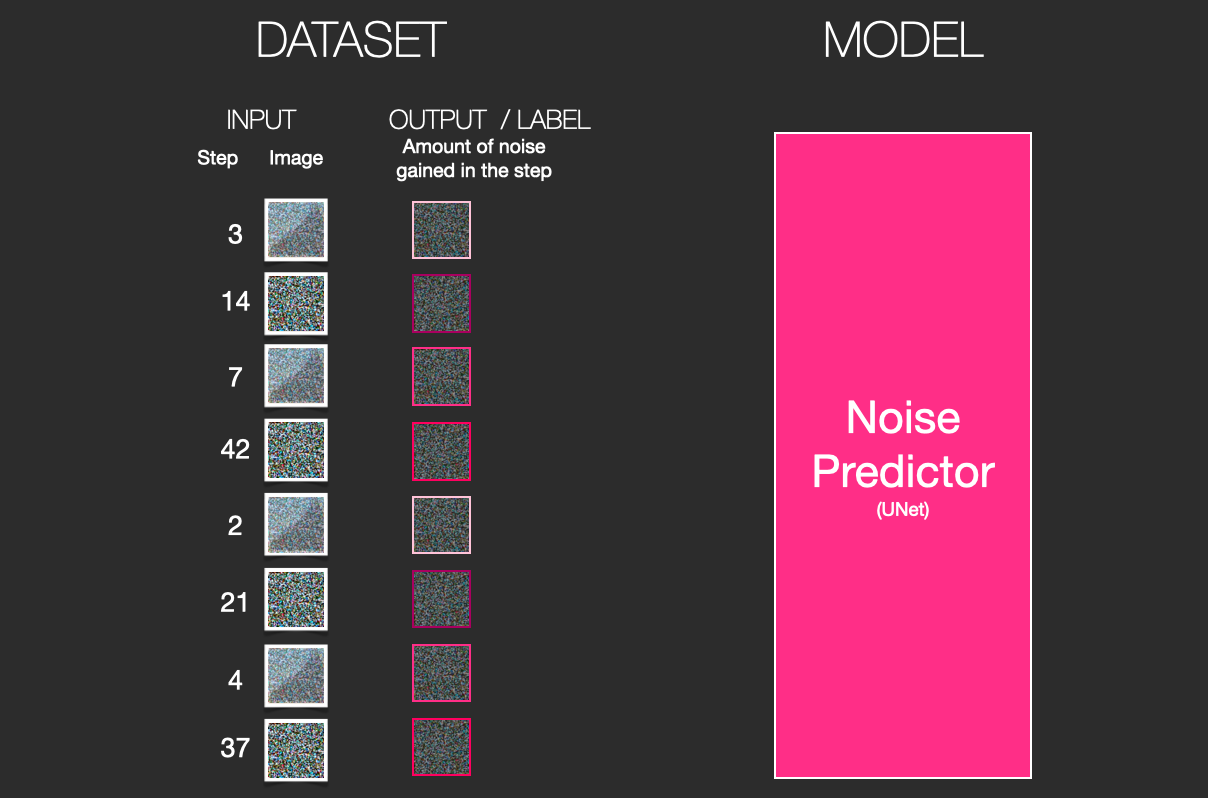 DATASET
MODEL
INPUT
OUTPUT / LABEL
Step
Image
Amount of noise
gained in the step
3
14
7
42
2
21
4
37
Noise
Predictor
(UNet)